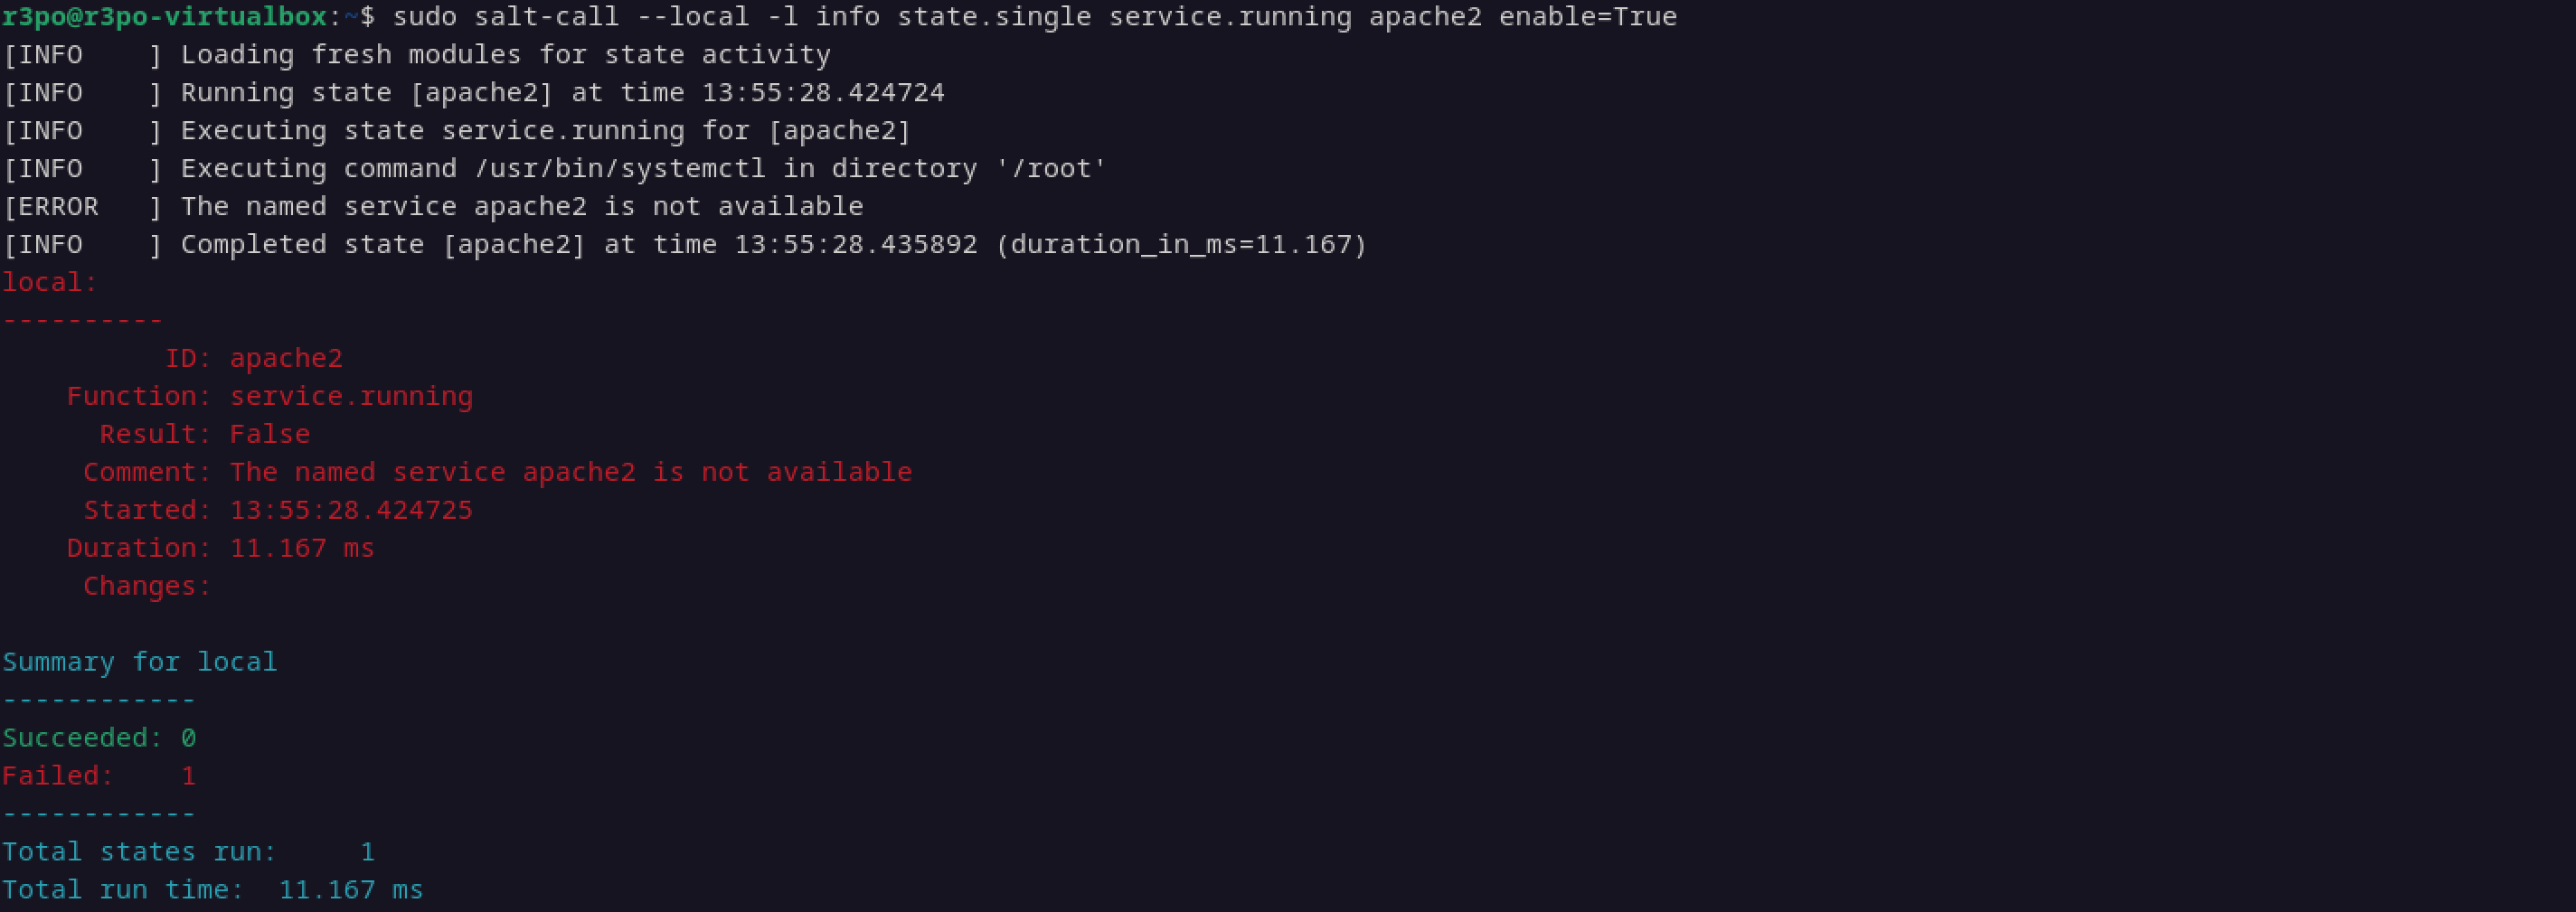 r3po@r3po-virtualbox:~$ sudo salt-call --local -l info state.single service.running apache2 enable=True
[INFO    ] Loading fresh modules for state activity
[INFO    ] Running state [apache2] at time 13:55:28.424724
[INFO    ] Executing state service.running for [apache2]
[INFO    ] Executing command /usr/bin/systemctl in directory '/root'
[ERROR   ] The named service apache2 is not available
[INFO    ] Completed state [apache2] at time 13:55:28.435892 (duration_in_ms=11.167)
local:
----------
          ID: apache2
    Function: service.running
      Result: False
     Comment: The named service apache2 is not available
     Started: 13:55:28.424725
    Duration: 11.167 ms
     Changes:

Summary for local
------------
Succeeded: 0
Failed:    1
------------
Total states run:     1
Total run time:  11.167 ms